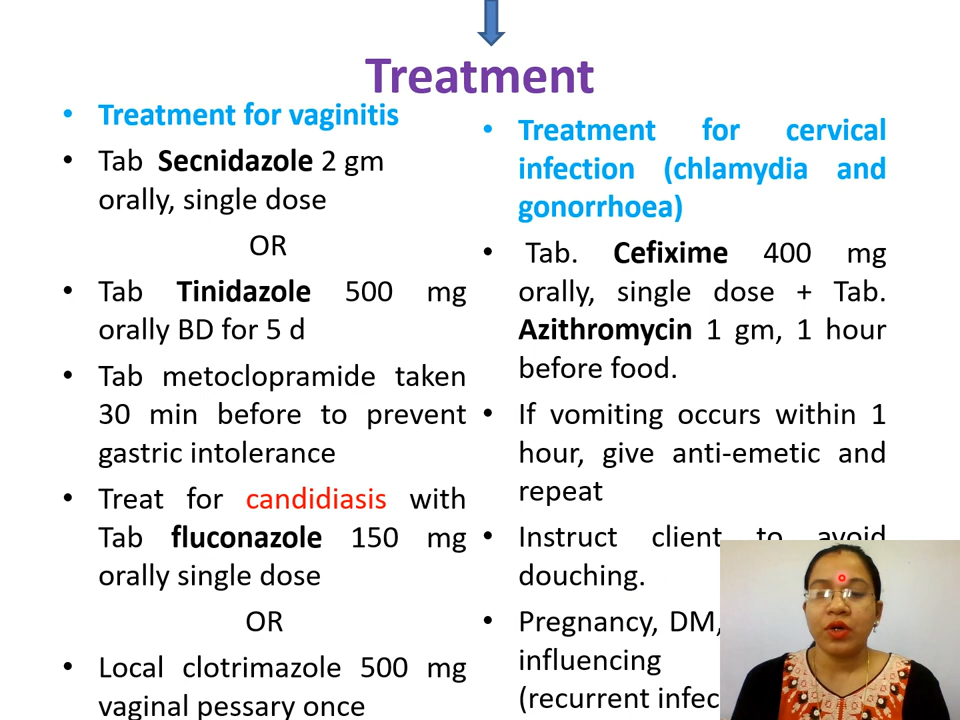 Treatment
• Treatment for vaginitis
• Tab Secnidazole 2 gm
orally, single dose
OR
• Tab Tinidazole 500 mg
orally BD for 5 d
• Tab metoclopramide taken
30 min before to prevent
gastric intolerance
• Treat for candidiasis with
Tab fluconazole 150 mg
orally single dose
OR
• Local clotrimazole 500 mg
vaginal pessary once
• Treatment for cervical
infection (chlamydia and
gonorrhoea)
• Tab. Cefixime 400 mg
orally, single dose + Tab.
Azithromycin 1 gm, 1 hour
before food.
• If vomiting occurs within 1
hour, give anti-emetic and
repeat
• Instruct client to avoid
douching.
• Pregnancy, DM,
influencing
(recurrent